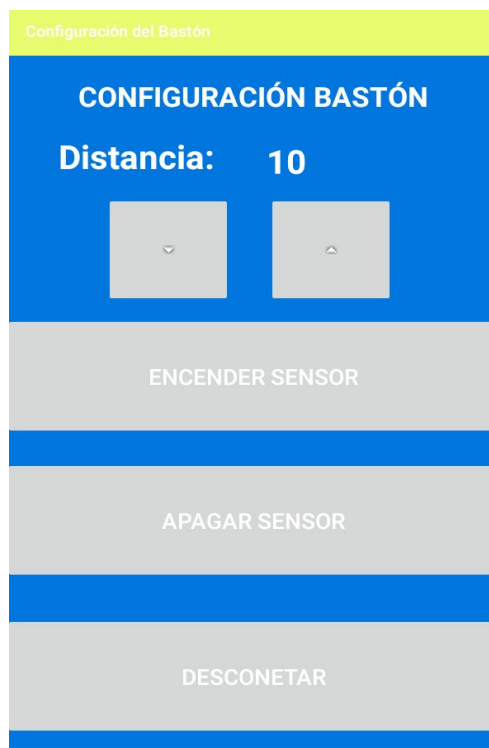 Configuración del Bastón
CONFIGURACIÓN BASTÓN
Distancia: 10
ENCENDER SENSOR
APAGAR SENSOR
DESCONETAR